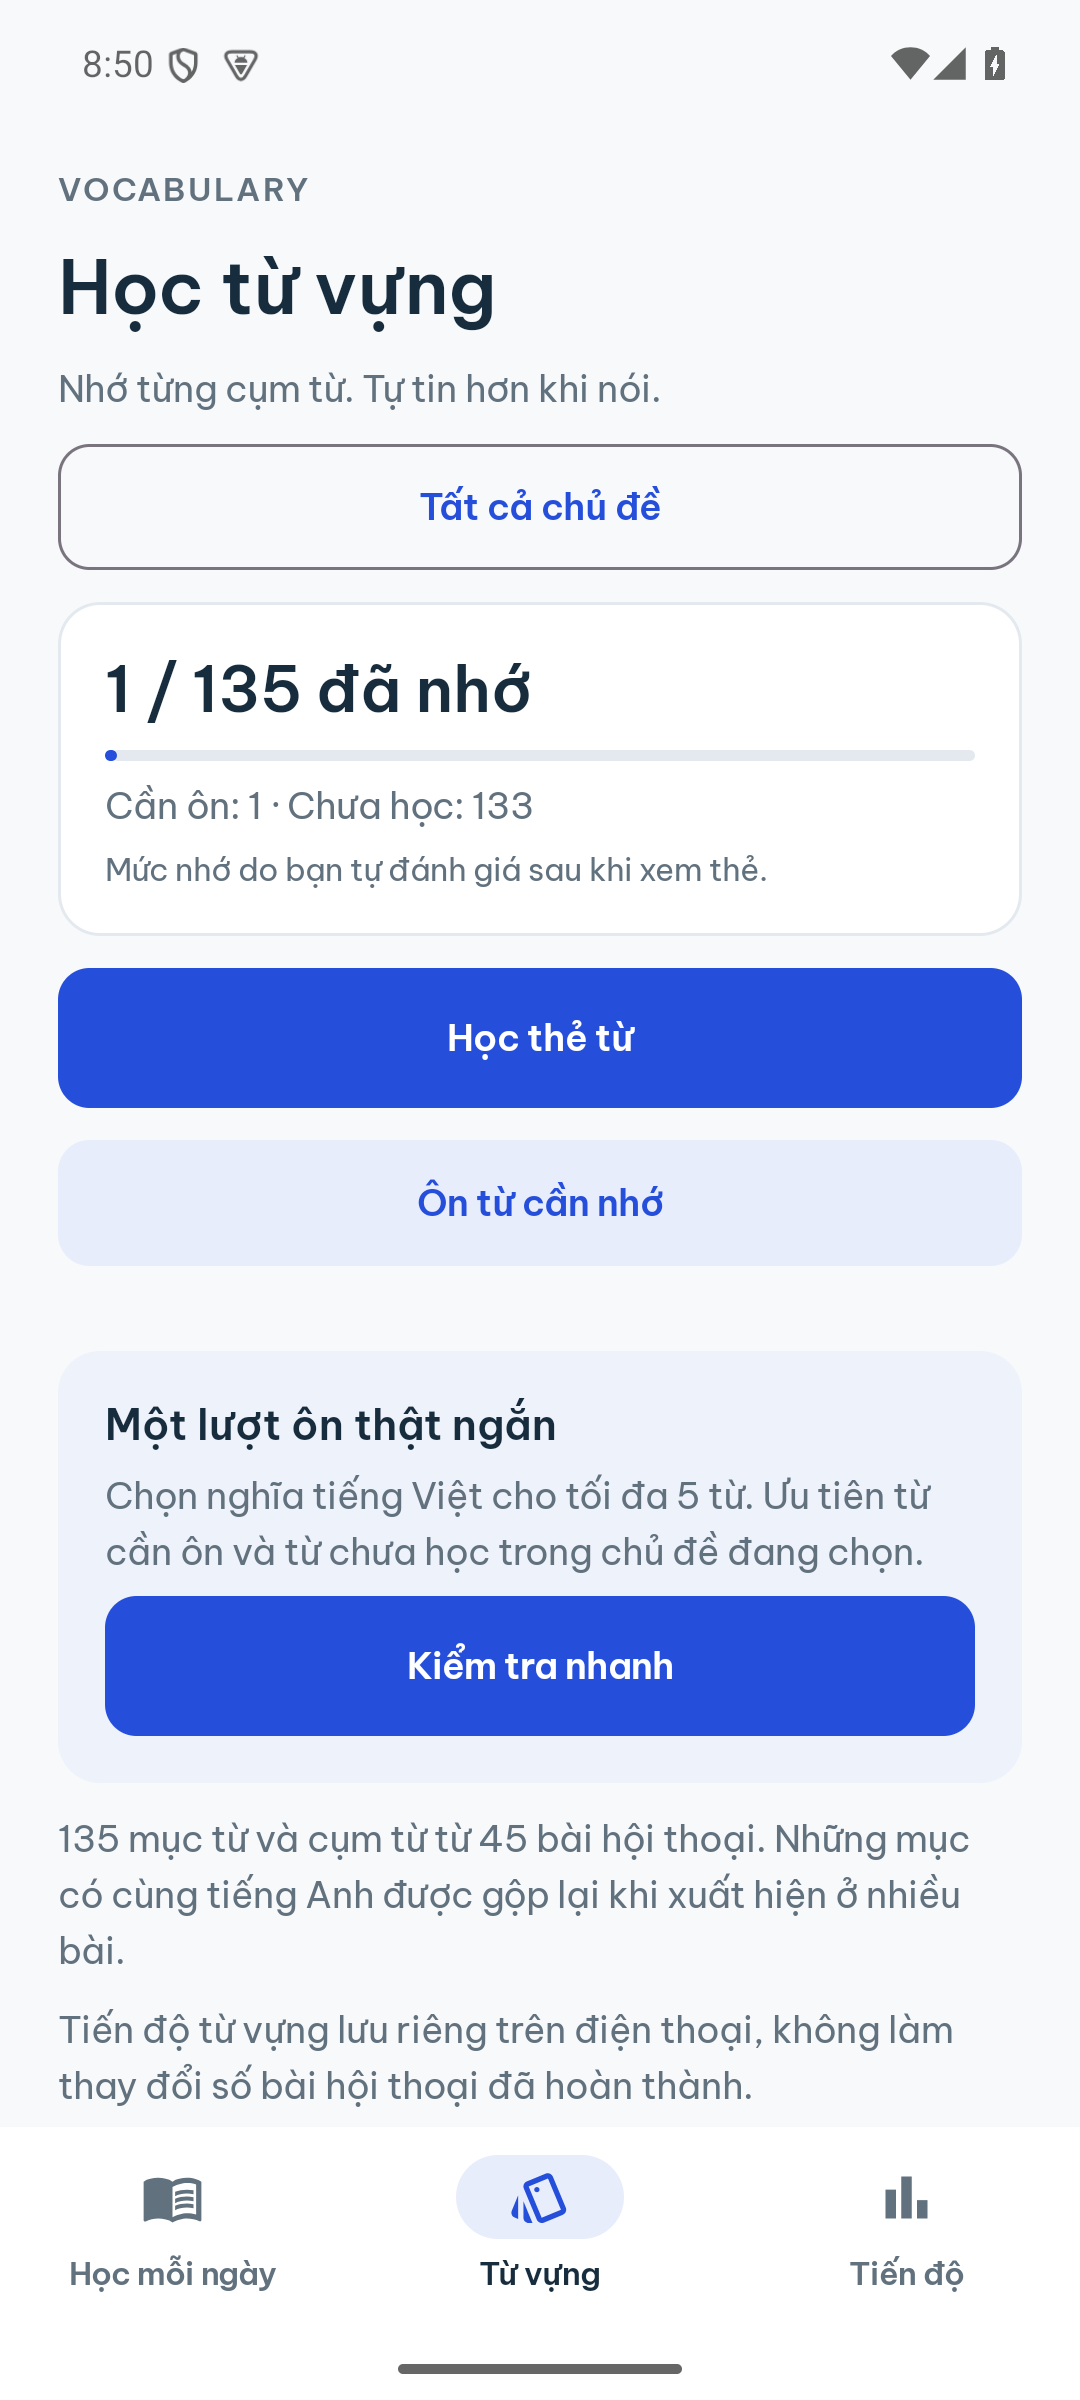 8:50
VOCABULARY
Học từ vựng
Nhớ từng cụm từ. Tự tin hơn khi nói.
Tất cả chủ đề
1 / 135 đã nhớ
Cần ôn: 1 · Chưa học: 133
Mức nhớ do bạn tự đánh giá sau khi xem thẻ.
Học thẻ từ
Ôn từ cần nhớ
Một lượt ôn thật ngắn
Chọn nghĩa tiếng Việt cho tối đa 5 từ. Ưu tiên từ
cần ôn và từ chưa học trong chủ đề đang chọn.
Kiểm tra nhanh
135 mục từ và cụm từ từ 45 bài hội thoại. Những mục
có cùng tiếng Anh được gộp lại khi xuất hiện ở nhiều
bài.
Tiến độ từ vựng lưu riêng trên điện thoại, không làm
thay đổi số bài hội thoại đã hoàn thành.
Học mỗi ngày
Từ vựng
Tiến độ